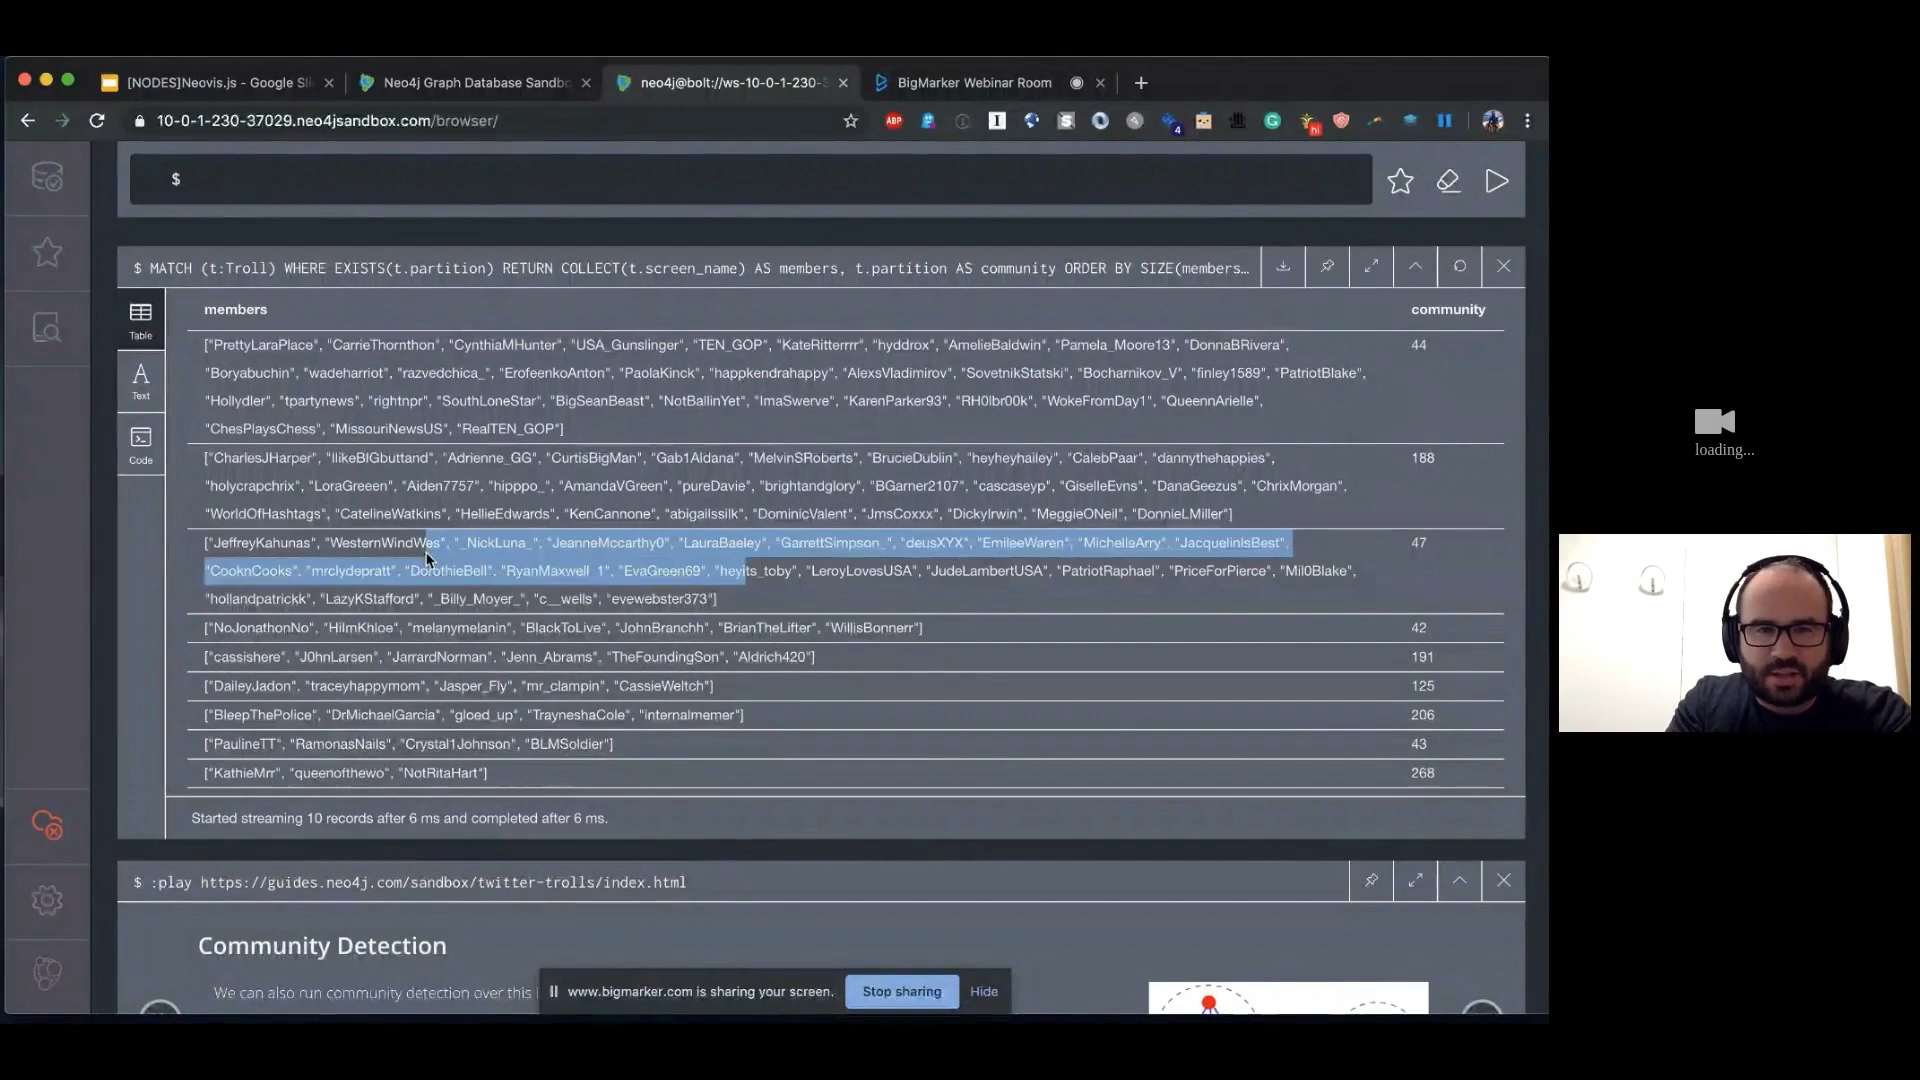 [NODES]Neovis.js - Google Sli
Neo4j Graph Database Sandbo
neo4j@bolt://ws-10-0-1-230-
BigMarker Webinar Room
10-0-1-230-37029.neo4jsandbox.com/browser/
ABP
4
hi
$
$ MATCH (t:Troll) WHERE EXISTS(t.partition) RETURN COLLECT(t.screen_name) AS members, t.partition AS community ORDER BY SIZE(members…
Table
Text
Code
members community
["PrettyLaraPlace", "CarrieThornthon", "CynthiaMHunter", "USA_Gunslinger", "TEN_GOP", "KateRitterrrr", "hyddrox", "AmelieBaldwin", "Pamela_Moore13", "DonnaBRivera", 44
"Boryabuchin", "wadeharriot", "razvedchica_", "ErofeenkoAnton", "PaolaKinck", "happkendrahappy", "AlexsVladimirov", "SovetnikStatski", "Bocharnikov_V", "finley1589", "PatriotBlake",
"Hollydler", "tpartynews", "rightnpr", "SouthLoneStar", "BigSeanBeast", "NotBallinYet", "ImaSwerve", "KarenParker93", "RH0lbr00k", "WokeFromDay1", "QueennArielle",
"ChesPlaysChess", "MissouriNewsUS", "RealTEN_GOP"]
["CharlesJHarper", "IlikeBIGbuttand", "Adrienne_GG", "CurtisBigMan", "Gab1Aldana", "MelvinSRoberts", "BrucieDublin", "heyheyhailey", "CalebPaar", "dannythehappies", 188
"holycrapchrix", "LoraGreeen", "Aiden7757", "hipppo_", "AmandaVGreen", "pureDavie", "brightandglory", "BGarner2107", "cascaseyp", "GiselleEvns", "DanaGeezus", "ChrixMorgan",
"WorldOfHashtags", "CatelineWatkins", "HellieEdwards", "KenCannone", "abigailssilk", "DominicValent", "JmsCoxxx", "DickyIrwin", "MeggieONeil", "DonnieLMiller"]
["JeffreyKahunas", "WesternWindWes", "_NickLuna_", "JeanneMccarthy0", "LauraBaeley", "GarrettSimpson_", "deusXYX", "EmileeWaren", "MichelleArry", "JacquelinIsBest", 47
"CooknCooks", "mrclydepratt", "DorothieBell", "RyanMaxwell_1", "EvaGreen69", "heyits_toby", "LeroyLovesUSA", "JudeLambertUSA", "PatriotRaphael", "PriceForPierce", "Mil0Blake",
"hollandpatrickk", "LazyKStafford", "_Billy_Moyer_", "c__wells", "evewebster373"]
["NoJonathonNo", "HiImKhloe", "melanymelanin", "BlackToLive", "JohnBranchh", "BrianTheLifter", "WillisBonnerr"] 42
["cassishere", "J0hnLarsen", "JarrardNorman", "Jenn_Abrams", "TheFoundingSon", "Aldrich420"] 191
["DaileyJadon", "traceyhappymom", "Jasper_Fly", "mr_clampin", "CassieWeltch"] 125
["BleepThePolice", "DrMichaelGarcia", "gloed_up", "TrayneshaCole", "internalmemer"] 206
["PaulineTT", "RamonasNails", "Crystal1Johnson", "BLMSoldier"] 43
["KathieMrr", "queenofthewo", "NotRitaHart"] 268
Started streaming 10 records after 6 ms and completed after 6 ms.
$ :play https://guides.neo4j.com/sandbox/twitter-trolls/index.html
Community Detection
We can also run community detection over this
www.bigmarker.com is sharing your screen.
Stop sharing
Hide
loading...